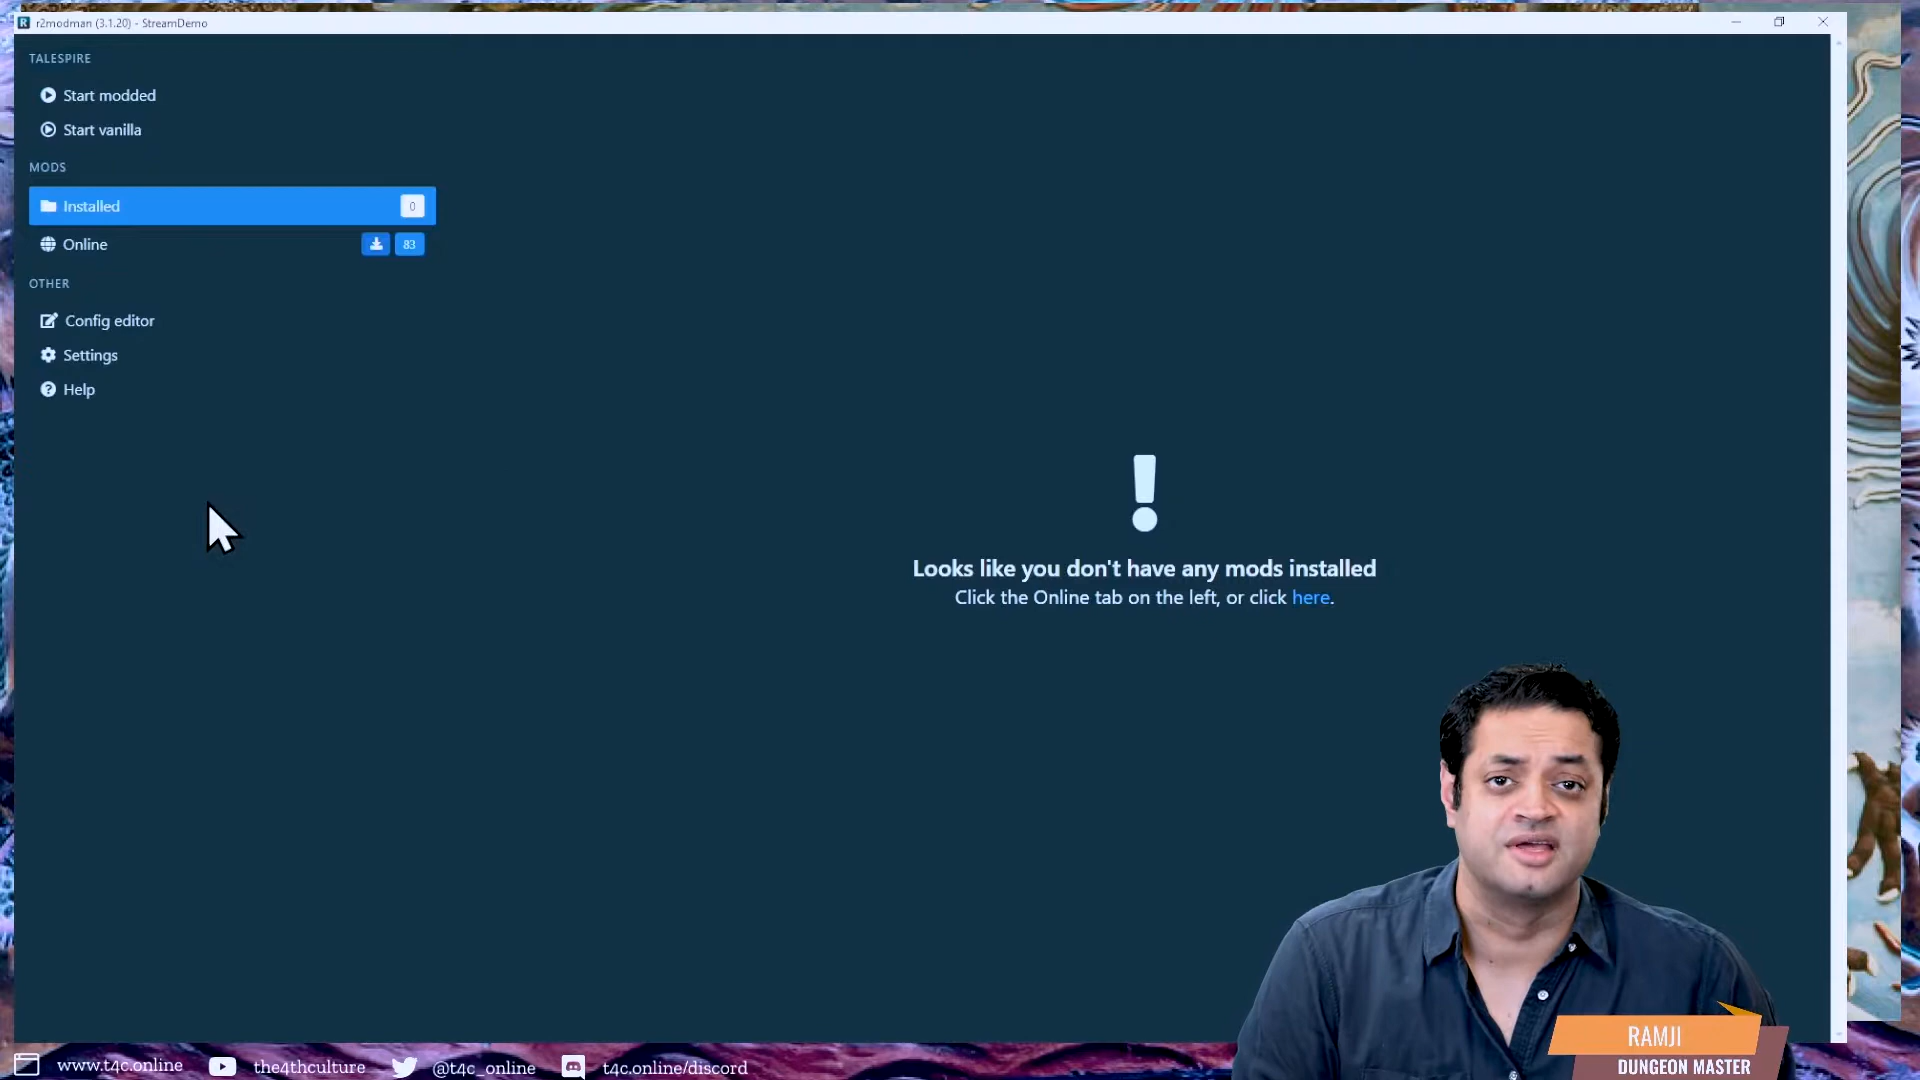 R r2modman (3.1.20) - StreamDemo
TALESPIRE
Start modded
Start vanilla
MODS
Installed 0
Online 83
OTHER
Config editor
Settings
? Help
!
Looks like you don't have any mods installed
Click the Online tab on the left, or click here.
RAMJI
DUNGEON MASTER
www.t4c.online the4thculture @t4c_online t4c.online/discord